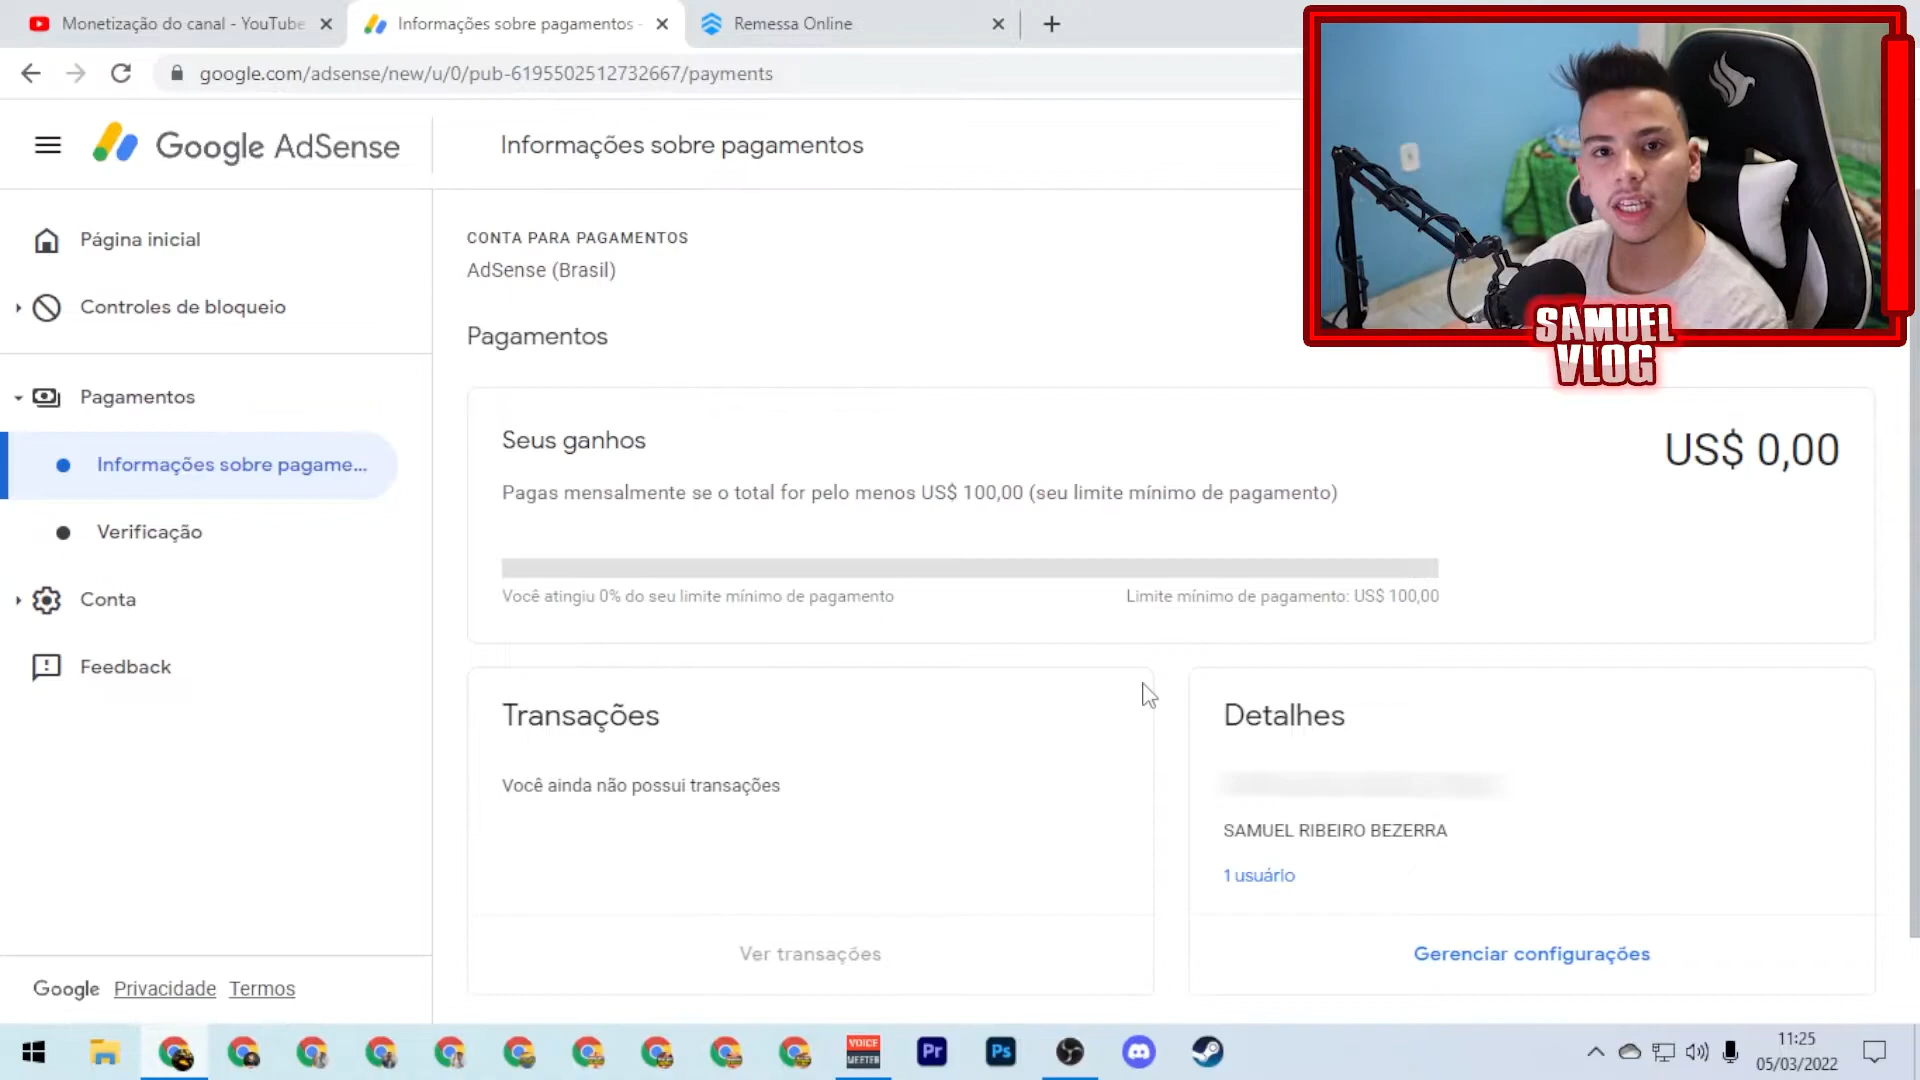 Monetização do canal - YouTube
Informações sobre pagamentos -
Remessa Online
google.com/adsense/new/u/0/pub-6195502512732667/payments
Google AdSense
Informações sobre pagamentos
Página inicial
Controles de bloqueio
Pagamentos
Informações sobre pagame...
Verificação
Conta
Feedback
Google Privacidade Termos
CONTA PARA PAGAMENTOS
AdSense (Brasil)
Pagamentos
Seus ganhos
US$ 0,00
Pagas mensalmente se o total for pelo menos US$ 100,00 (seu limite mínimo de pagamento)
Você atingiu 0% do seu limite mínimo de pagamento
Limite mínimo de pagamento: US$ 100,00
Transações
Você ainda não possui transações
Ver transações
Detalhes
SAMUEL RIBEIRO BEZERRA
1 usuário
Gerenciar configurações
SAMUEL
VLOG
VOICE
MEETER
Pr
Ps
11:25
05/03/2022